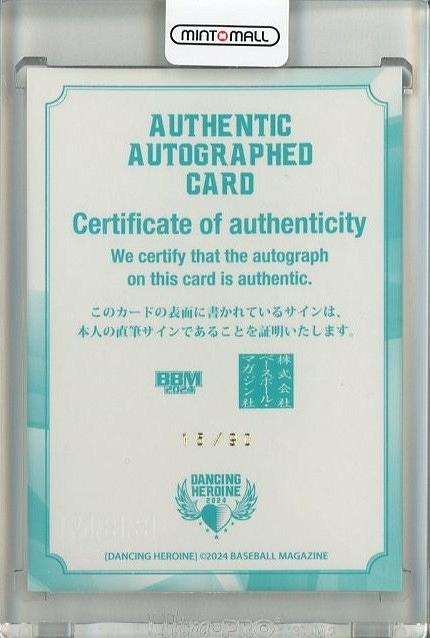 MINT MALL
AUTHENTIC
AUTOGRAPHED
CARD
Certificate of authenticity
We certify that the autograph
on this card is authentic.
このカードの表面に書かれているサインは、
本人の直筆サインであることを証明いたします。
BBM
2024
株式会社
ベースボール・
マガジン社
DANCING
HEROINE
2024
[DANCING HEROINE] ©2024 BASEBALL MAGAZINE